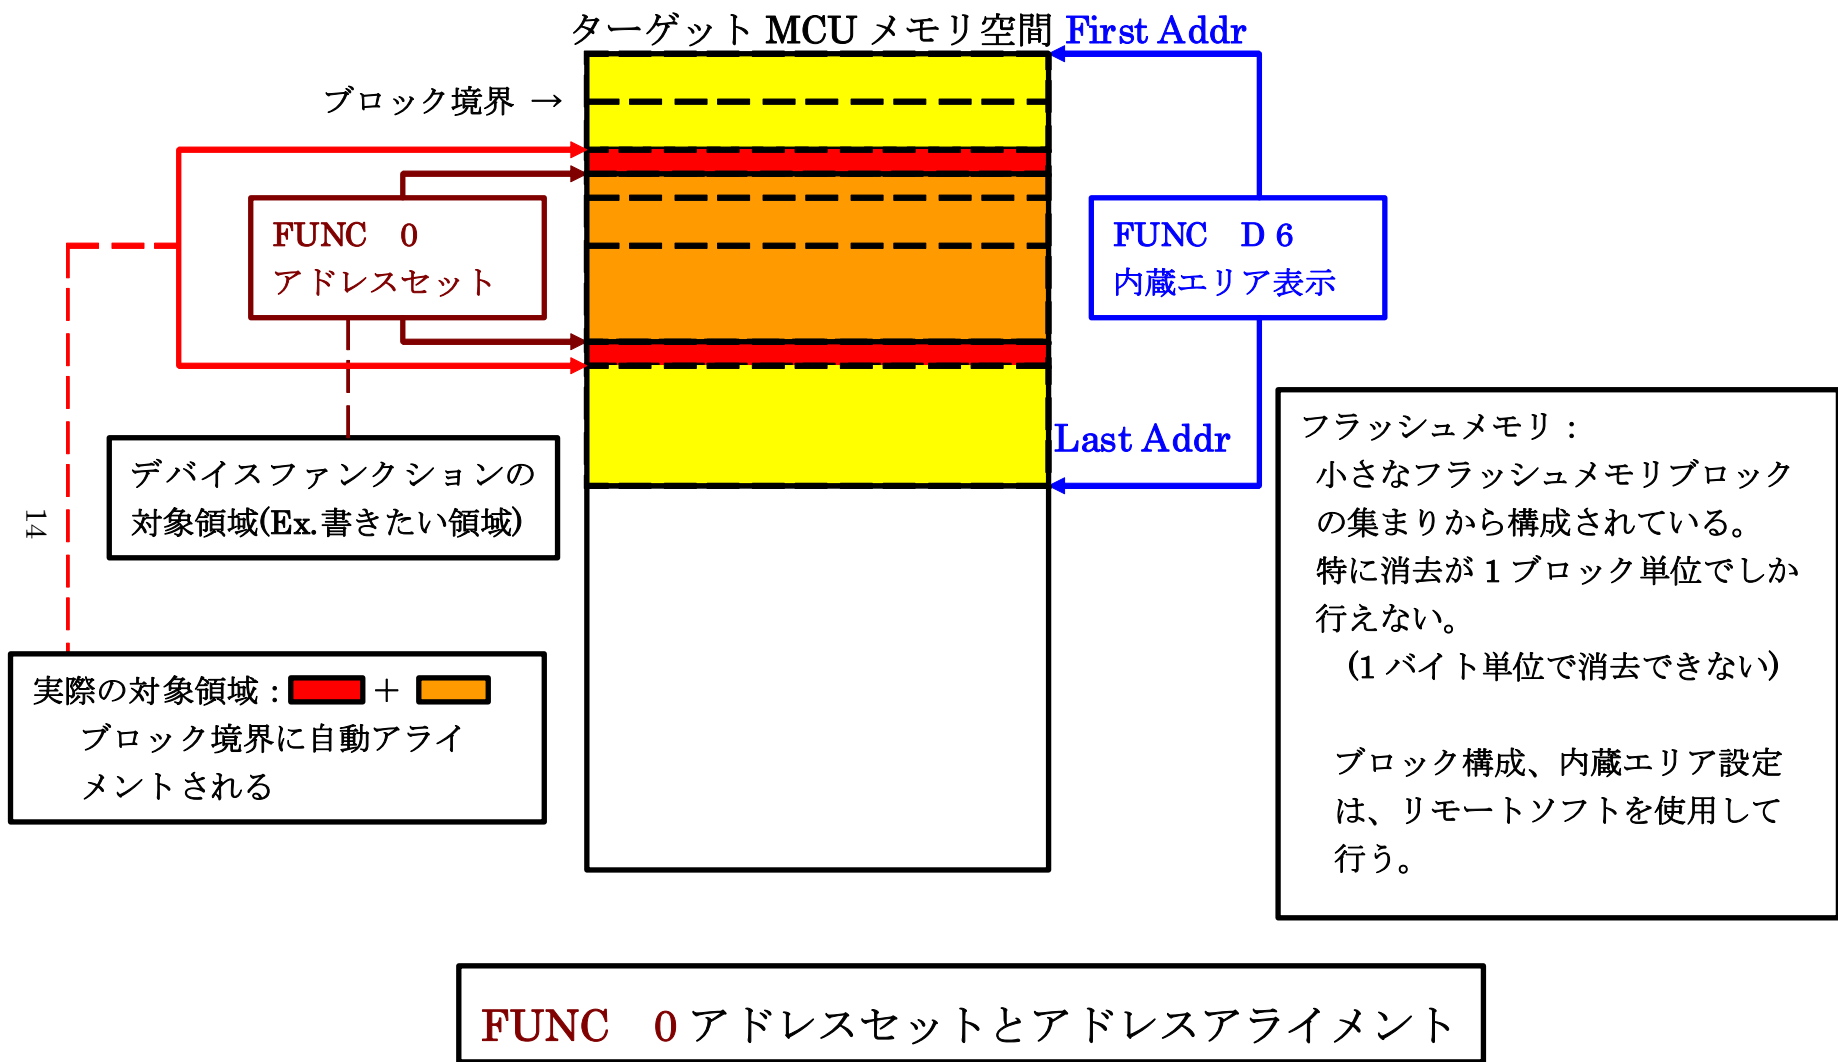 ターゲット MCU メモリ空間 First Addr
ブロック境界 →
FUNC 0
アドレスセット
FUNC D 6
内蔵エリア表示
Last Addr
デバイスファンクションの
対象領域(Ex.書きたい領域)
14
実際の対象領域 : +
ブロック境界に自動アライ
メントされる
フラッシュメモリ :
小さなフラッシュメモリブロック
の集まりから構成されている。
特に消去が 1 ブロック単位でしか
行えない。
(1 バイト単位で消去できない)
ブロック構成、内蔵エリア設定
は、リモートソフトを使用して
行う。
FUNC 0 アドレスセットとアドレスアライメント